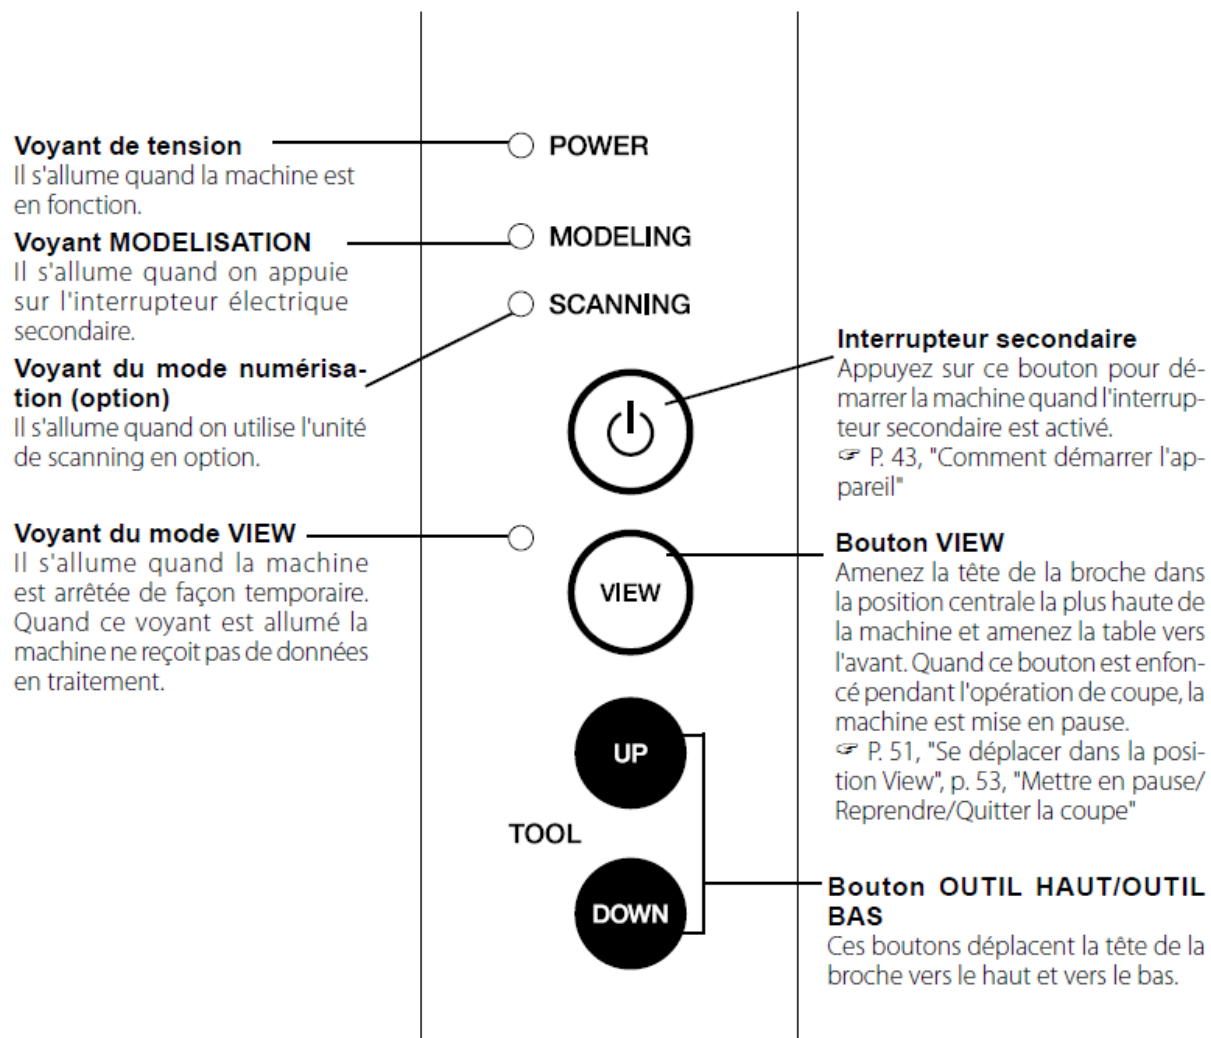 Voyant de tension
Il s'allume quand la machine est
en fonction.
Voyant MODELISATION
Il s'allume quand on appuie
sur l'interrupteur électrique
secondaire.
Voyant du mode numérisa-
tion (option)
Il s'allume quand on utilise l'unité
de scanning en option.
Voyant du mode VIEW
Il s'allume quand la machine
est arrêtée de façon temporaire.
Quand ce voyant est allumé la
machine ne reçoit pas de données
en traitement.
POWER
MODELING
SCANNING
VIEW
UP
TOOL
DOWN
Interrupteur secondaire
Appuyez sur ce bouton pour dé-
marrer la machine quand l'interrup-
teur secondaire est activé.
☞ P. 43, "Comment démarrer l'ap-
pareil"
Bouton VIEW
Amenez la tête de la broche dans
la position centrale la plus haute de
la machine et amenez la table vers
l'avant. Quand ce bouton est enfon-
cé pendant l'opération de coupe, la
machine est mise en pause.
☞ P. 51, "Se déplacer dans la posi-
tion View", p. 53, "Mettre en pause/
Reprendre/Quitter la coupe"
Bouton OUTIL HAUT/OUTIL
BAS
Ces boutons déplacent la tête de la
broche vers le haut et vers le bas.